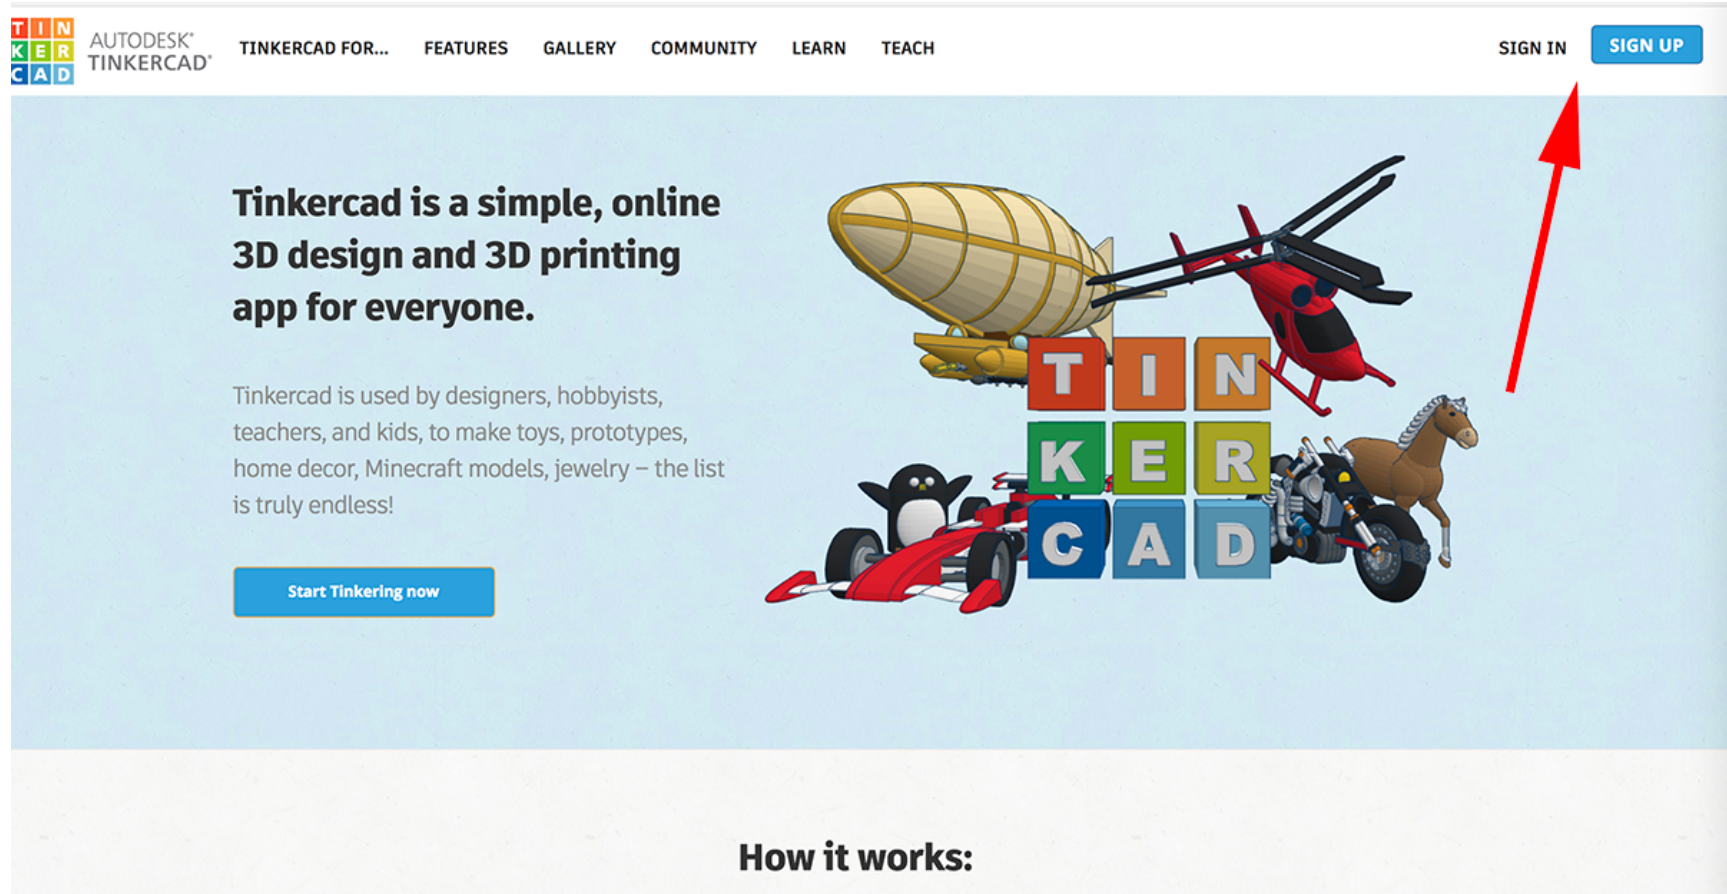 TIN
KER
CAD
AUTODESK®
TINKERCAD®
TINKERCAD FOR... FEATURES GALLERY COMMUNITY LEARN TEACH SIGN IN SIGN UP
Tinkercad is a simple, online
3D design and 3D printing
app for everyone.
Tinkercad is used by designers, hobbyists,
teachers, and kids, to make toys, prototypes,
home decor, Minecraft models, jewelry – the list
is truly endless!
Start Tinkering now
TIN
KER
CAD
How it works: